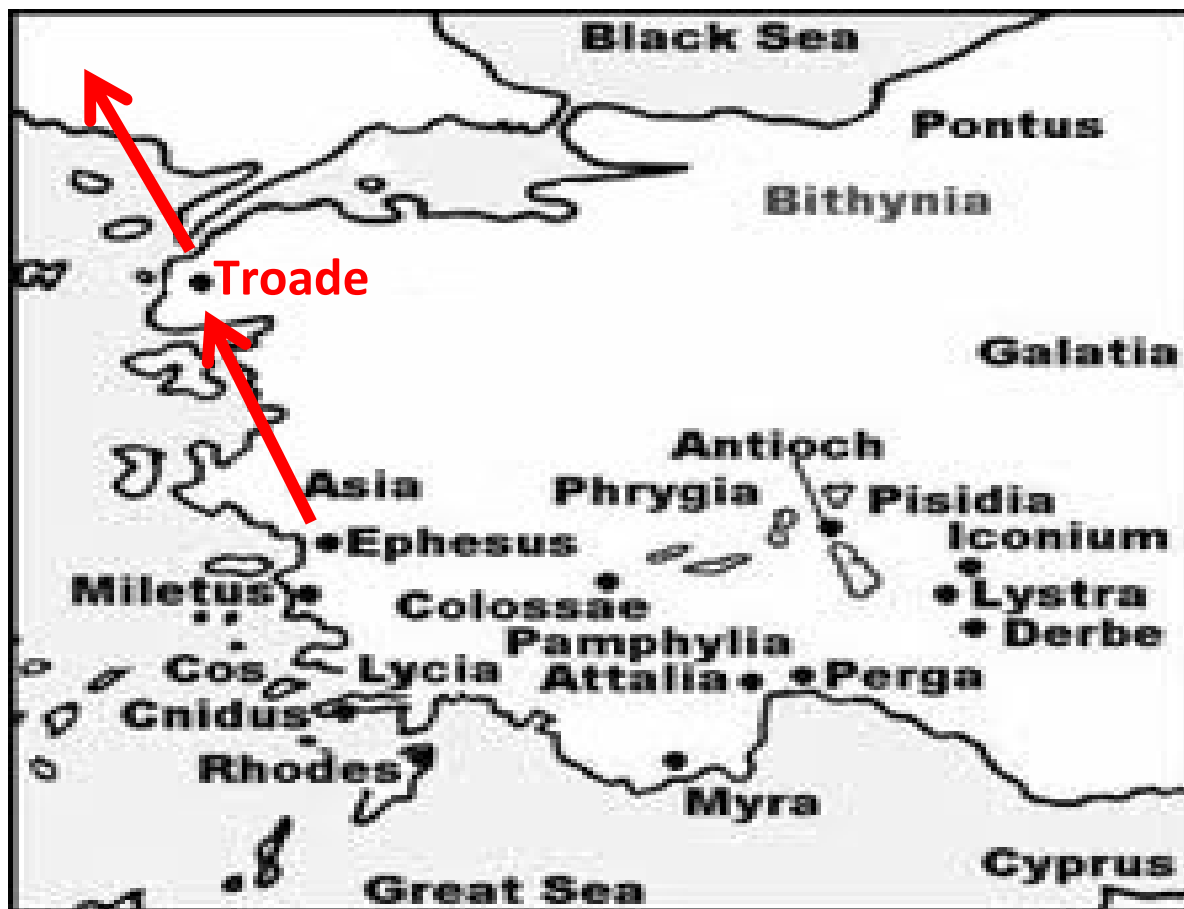 Black Sea
Pontus
Bithynia
Troade
Galatia
Antioch
Asia
Phrygia
Pisidia
Iconium
Ephesus
Miletus
Colossae
Lystra
Pamphylia
Derbe
Cos
Lycia
Attalia
Perga
Cnidus
Rhodes
Myra
Cyprus
Great Sea